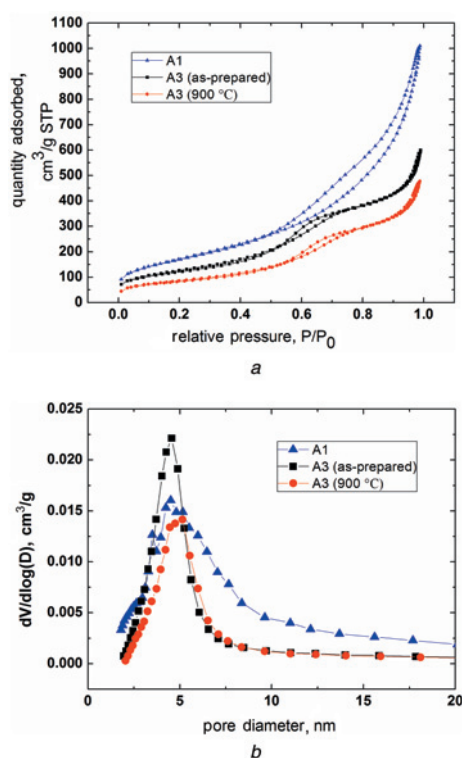 1100
1000
900
800
700
600
500
400
300
200
100
0
quantity adsorbed,
cm³/g STP
A1
A3 (as-prepared)
A3 (900 °C)
0.0 0.2 0.4 0.6 0.8 1.0
relative pressure, P/P₀
a
0.025
0.020
0.015
0.010
0.005
0.000
dV/dlog(D), cm³/g
A1
A3 (as-prepared)
A3 (900 °C)
0 5 10 15 20
pore diameter, nm
b